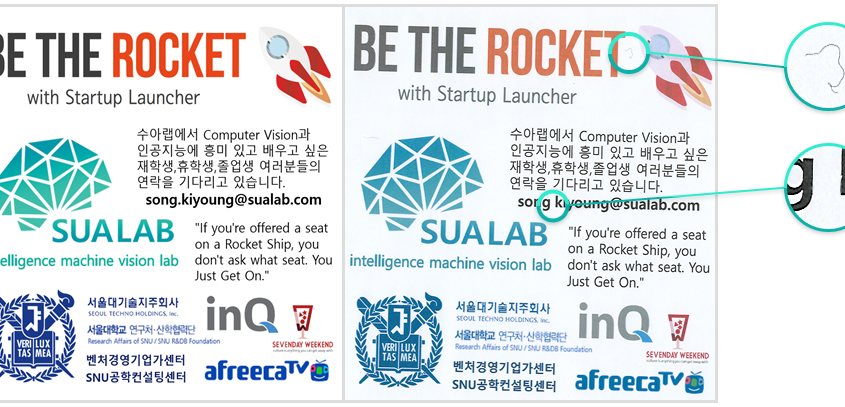 BE THE ROCKET
with Startup Launcher
수아랩에서 Computer Vision과
인공지능에 흥미 있고 배우고 싶은
재학생,휴학생,졸업생 여러분들의
연락을 기다리고 있습니다.
song.kiyoung@sualab.com
SUALAB
telligence machine vision lab
"If you're offered a seat
on a Rocket Ship, you
don't ask what seat. You
Just Get On."
VERI LUX
TAS MEA
서울대기술지주회사
SEOUL TECHNO HOLDINGS, Inc.
서울대학교 연구처·산학협력단
Research Affairs of SNU / SNU R&DB Foundation
벤처경영기업가센터
SNU공학컨설팅센터
inQ
SEVENDAY WEEKEND
afreecaTV
BE THE ROCKET
with Startup Launcher
수아랩에서 Computer Vision과
인공지능에 흥미 있고 배우고 싶은
재학생,휴학생,졸업생 여러분들의
연락을 기다리고 있습니다.
song.kiyoung@sualab.com
SUALAB
intelligence machine vision lab
"If you're offered a seat
on a Rocket Ship, you
don't ask what seat. You
Just Get On."
VERI LUX
TAS MEA
서울대기술지주회사
SEOUL TECHNO HOLDINGS, Inc.
서울대학교 연구처·산학협력단
Research Affairs of SNU / SNU R&DB Foundation
벤처경영기업가센터
SNU공학컨설팅센터
inQ
SEVENDAY WEEKEND
afreecaTV
g